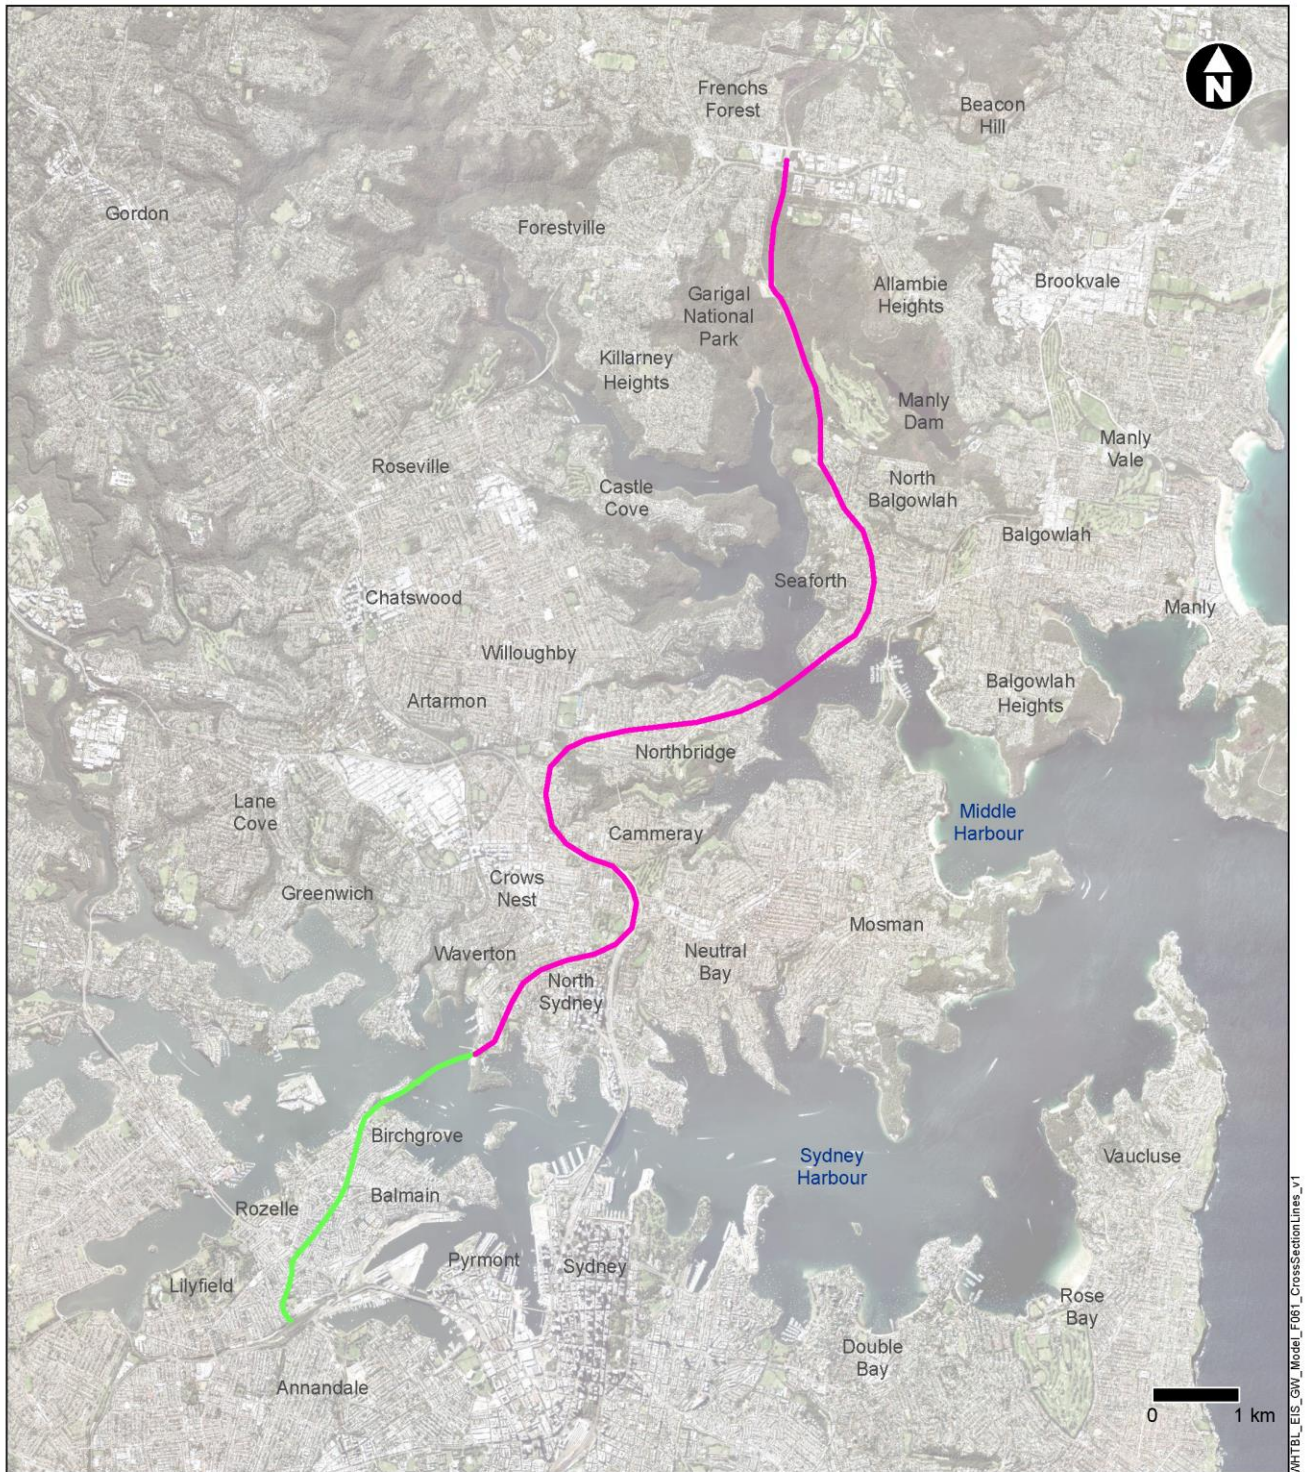 N
Frenchs
Forest
Beacon
Hill
Gordon
Forestville
Garigal
National
Park
Allambie
Heights
Brookvale
Killarney
Heights
Manly
Dam
Manly
Vale
Roseville
Castle
Cove
North
Balgowlah
Balgowlah
Chatswood
Seaforth
Manly
Willoughby
Artarmon
Balgowlah
Heights
Northbridge
Lane
Cove
Cammeray
Middle
Harbour
Greenwich
Crows
Nest
Mosman
Waverton
Neutral
Bay
North
Sydney
Birchgrove
Sydney
Harbour
Vaucluse
Rozelle
Balmain
Lilyfield
Pyrmont
Sydney
Rose
Bay
Double
Bay
Annandale
0 1 km
WHTBL_EIS_GW_Model_F061_CrossSectionLines_v1